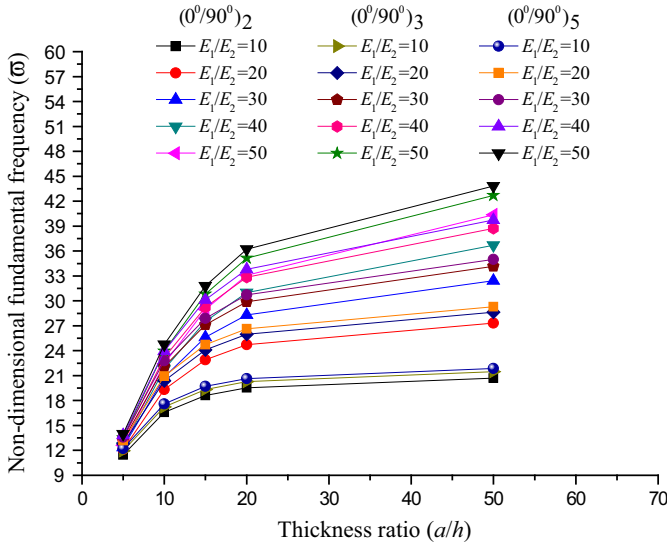 (0⁰/90⁰)₂ (0⁰/90⁰)₃ (0⁰/90⁰)₅
E₁/E₂=10 E₁/E₂=10 E₁/E₂=10
E₁/E₂=20 E₁/E₂=20 E₁/E₂=20
E₁/E₂=30 E₁/E₂=30 E₁/E₂=30
E₁/E₂=40 E₁/E₂=40 E₁/E₂=40
E₁/E₂=50 E₁/E₂=50 E₁/E₂=50
Non-dimensional fundamental frequency (ϖ)
60
57
54
51
48
45
42
39
36
33
30
27
24
21
18
15
12
9
0 10 20 30 40 50 60 70
Thickness ratio (a/h)